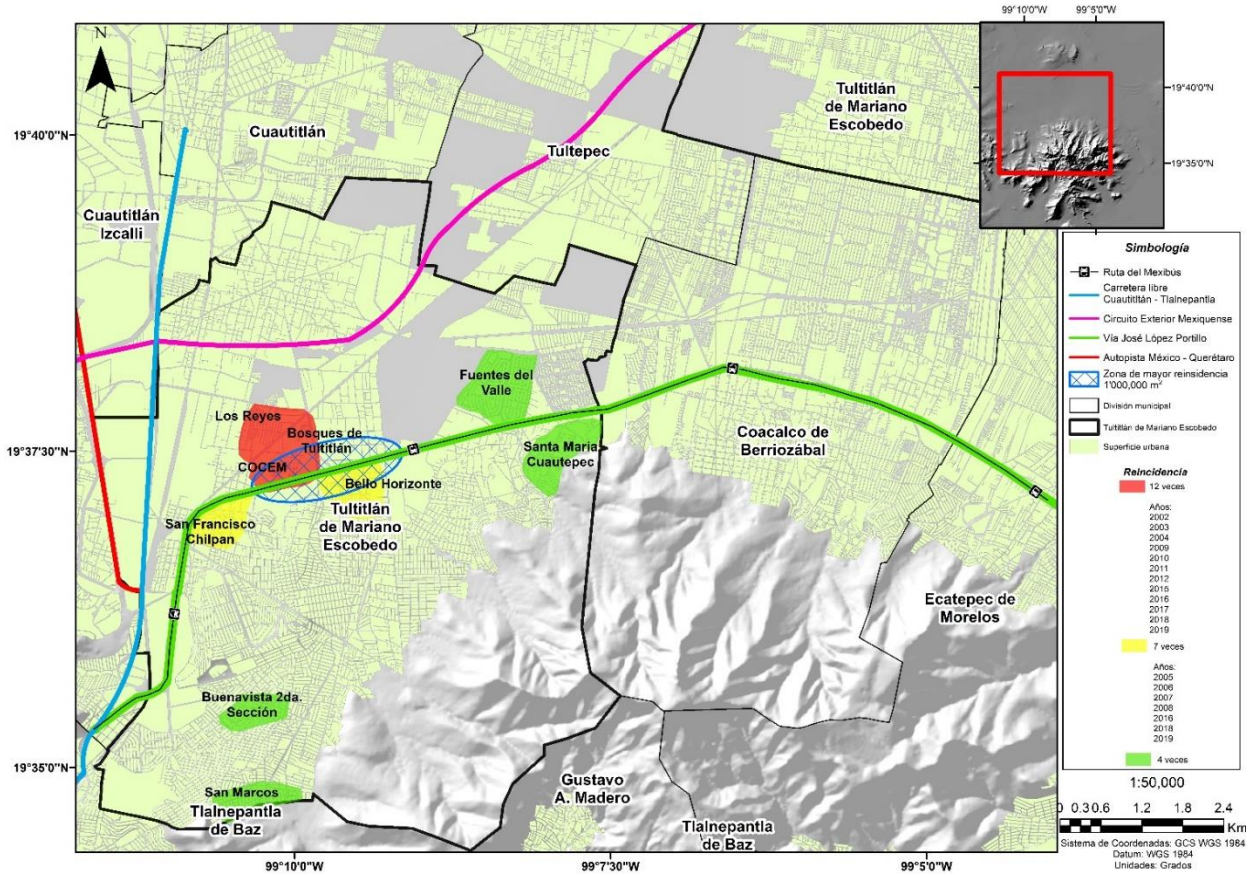 99°10'0"W 99°5'0"W
19°40'0"N
19°35'0"N
N
19°40'0"N
19°37'30"N
19°35'0"N
99°10'0"W 99°7'30"W 99°5'0"W
Cuautitlán
Tultepec
Tultitlán
de Mariano
Escobedo
Cuautitlán
Izcalli
Fuentes del
Valle
Los Reyes
Bosques de
Tultitlán
COCEM
Bello Horizonte
Santa María
Cuautepec
Coacalco de
Berriozábal
San Francisco
Chilpan
Tultitlán
de Mariano
Escobedo
Ecatepec de
Morelos
Buenavista 2da.
Sección
San Marcos
Tlalnepantla
de Baz
Gustavo
A. Madero
Tlalnepantla
de Baz
Simbología
Ruta del Mexibús
Carretera libre
Cuautitltán - Tlalnepantla
Circuito Exterior Mexiquense
Vía José López Portillo
Autopista México - Querétaro
Zona de mayor reinsidencia
1'000,000 m²
División municipal
Tultitlán de Mariano Escobedo
Superficie urbana
Reincidencia
12 veces
Años:
2002
2003
2004
2009
2010
2011
2012
2015
2016
2017
2018
2019
7 veces
Años:
2005
2006
2007
2008
2016
2018
2019
4 veces
1:50,000
0 0.3 0.6 1.2 1.8 2.4
Km
Sistema de Coordenadas: GCS WGS 1984
Datum: WGS 1984
Unidades: Grados